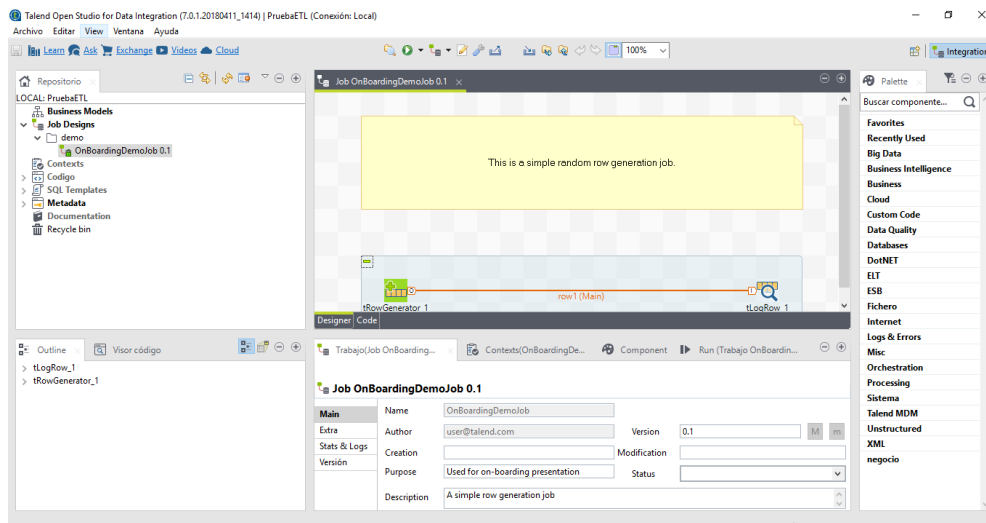 Talend Open Studio for Data Integration (7.0.1.20180411_1414) | PruebaETL (Conexión: Local)
Archivo Editar View Ventana Ayuda
Learn Ask Exchange Videos Cloud 100% Integration
Repositorio
LOCAL: PruebaETL
Business Models
Job Designs
demo
OnBoardingDemoJob 0.1
Contexts
Codigo
SQL Templates
Metadata
Documentation
Recycle bin
Job OnBoardingDemoJob 0.1
This is a simple random row generation job.
row1 (Main)
tRowGenerator_1 tLogRow_1
Designer Code
Palette
Buscar componente...
Favorites
Recently Used
Big Data
Business Intelligence
Business
Cloud
Custom Code
Data Quality
Databases
DotNET
ELT
ESB
Fichero
Internet
Logs & Errors
Misc
Orchestration
Processing
Sistema
Talend MDM
Unstructured
XML
negocio
Outline Visor código
tLogRow_1
tRowGenerator_1
Trabajo(Job OnBoarding... Contexts(OnBoardingDe... Component Run (Trabajo OnBoardin...
Job OnBoardingDemoJob 0.1
Main
Extra
Stats & Logs
Versión
Name OnBoardingDemoJob
Author user@talend.com Version 0.1 M m
Creation Modification
Purpose Used for on-boarding presentation Status
Description A simple row generation job